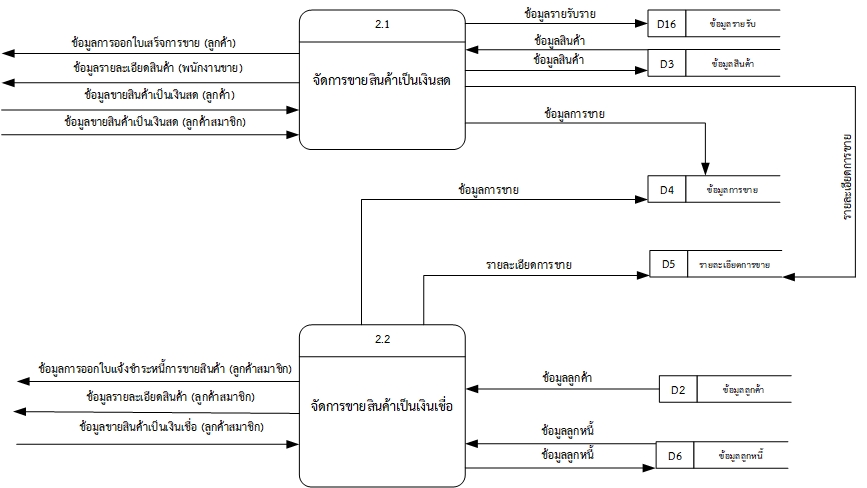 2.1
จัดการขายสินค้าเป็นเงินสด
ข้อมูลการออกใบเสร็จการขาย (ลูกค้า)
ข้อมูลรายละเอียดสินค้า (พนักงานขาย)
ข้อมูลขายสินค้าเป็นเงินสด (ลูกค้า)
ข้อมูลขายสินค้าเป็นเงินสด (ลูกค้าสมาชิก)
ข้อมูลรายรับราย
D16 ข้อมูลรายรับ
ข้อมูลสินค้า
ข้อมูลสินค้า
D3 ข้อมูลสินค้า
ข้อมูลการขาย
รายละเอียดการขาย
ข้อมูลการขาย
D4 ข้อมูลการขาย
รายละเอียดการขาย
D5 รายละเอียดการขาย
2.2
จัดการขายสินค้าเป็นเงินเชื่อ
ข้อมูลการออกใบแจ้งชำระหนี้การขายสินค้า (ลูกค้าสมาชิก)
ข้อมูลรายละเอียดสินค้า (ลูกค้าสมาชิก)
ข้อมูลขายสินค้าเป็นเงินเชื่อ (ลูกค้าสมาชิก)
ข้อมูลลูกค้า
D2 ข้อมูลลูกค้า
ข้อมูลลูกหนี้
ข้อมูลลูกหนี้
D6 ข้อมูลลูกหนี้